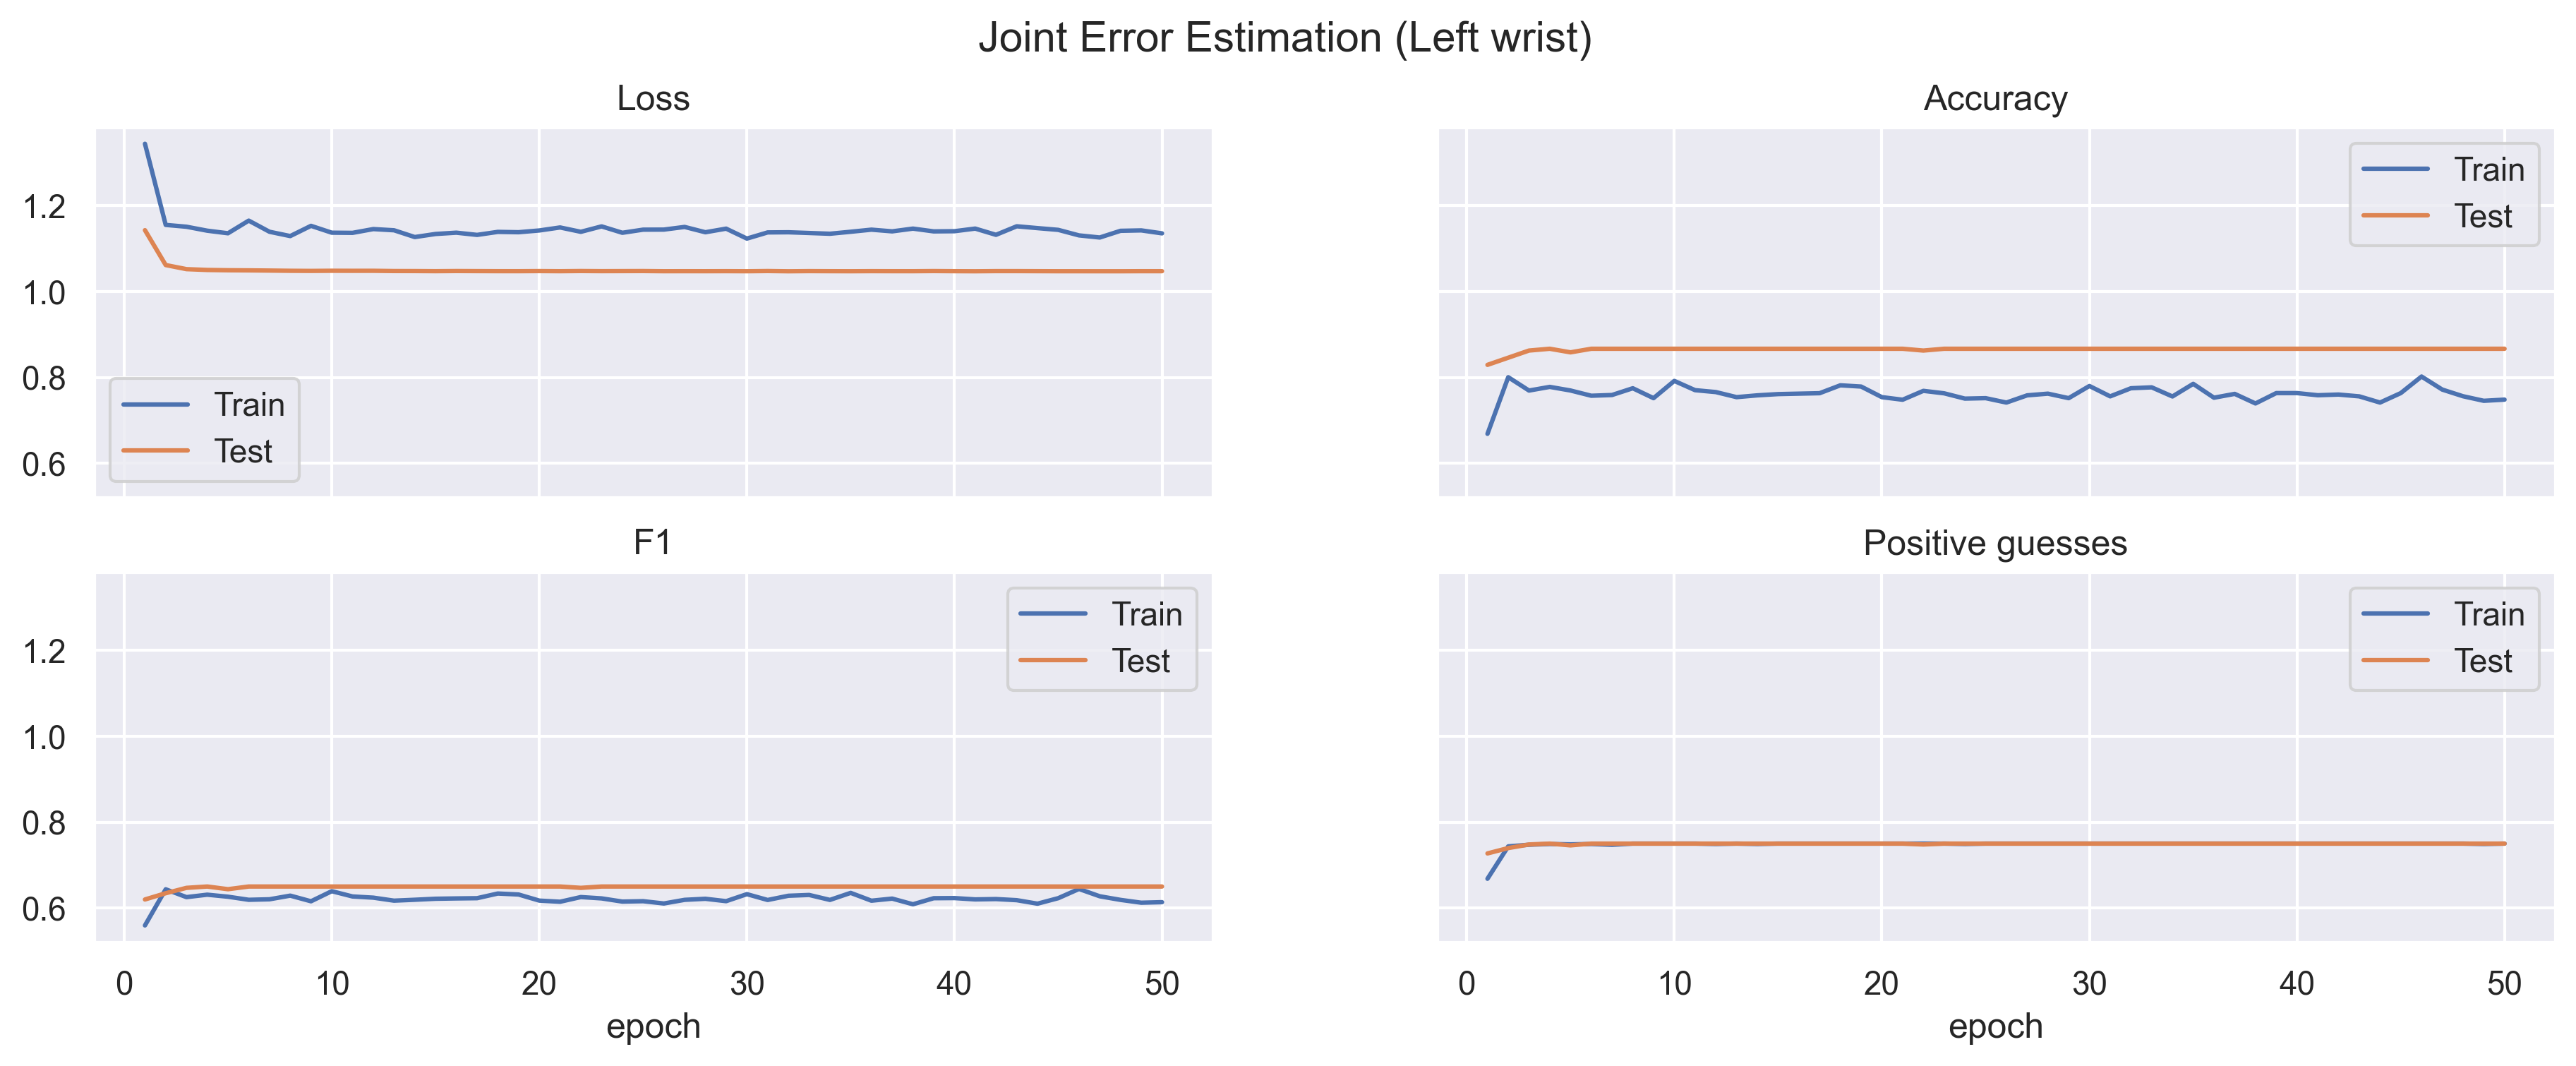 Joint Error Estimation (Left wrist)
Loss
1.2
1.0
0.8
0.6
Train
Test
Accuracy
Train
Test
F1
1.2
1.0
0.8
0.6
Train
Test
0 10 20 30 40 50
epoch
Positive guesses
Train
Test
0 10 20 30 40 50
epoch